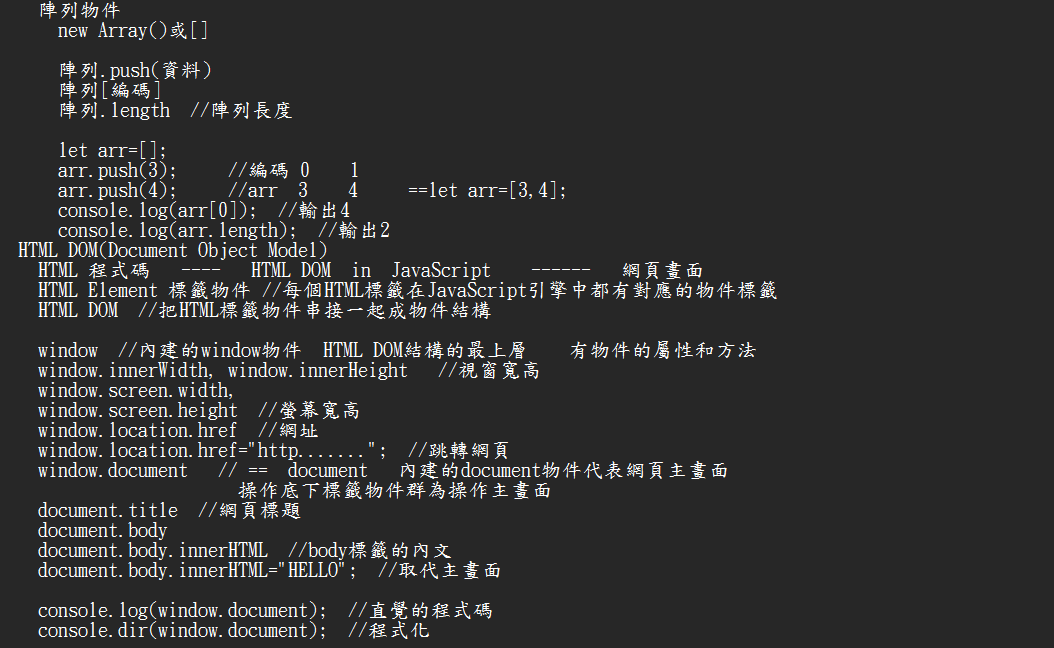 陣列物件
new Array()或[]
陣列.push(資料)
陣列[編碼]
陣列.length  //陣列長度
let arr=[];
arr.push(3);     //編碼 0    1
arr.push(4);     //arr  3    4     ==let arr=[3,4];
console.log(arr[0]);  //輸出4
console.log(arr.length);  //輸出2
HTML DOM(Document Object Model)
HTML 程式碼   ----   HTML DOM  in  JavaScript    ------   網頁畫面
HTML Element 標籤物件 //每個HTML標籤在JavaScript引擎中都有對應的物件標籤
HTML DOM  //把HTML標籤物件串接一起成物件結構
window  //內建的window物件  HTML DOM結構的最上層    有物件的屬性和方法
window.innerWidth, window.innerHeight   //視窗寬高
window.screen.width,
window.screen.height  //螢幕寬高
window.location.href  //網址
window.location.href="http.......";  //跳轉網頁
window.document   // ==  document   內建的document物件代表網頁主畫面
操作底下標籤物件群為操作主畫面
document.title  //網頁標題
document.body
document.body.innerHTML  //body標籤的內文
document.body.innerHTML="HELLO";  //取代主畫面
console.log(window.document);  //直覺的程式碼
console.dir(window.document);  //程式化